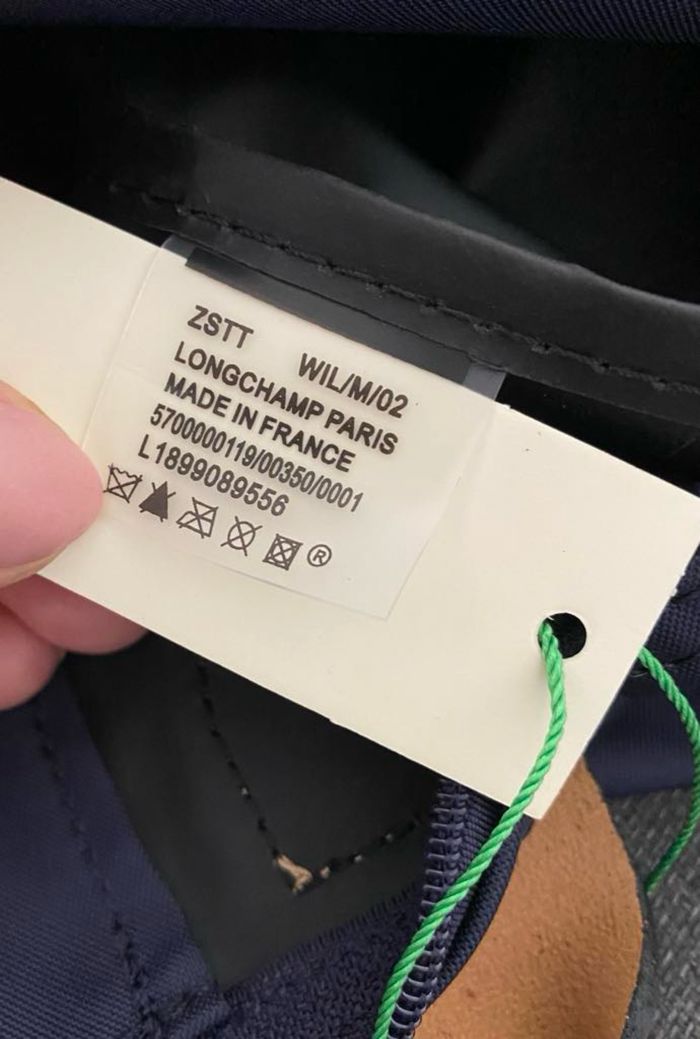 ZSTT WIL/M/02
LONGCHAMP PARIS
MADE IN FRANCE
5700000119/00350/0001
L1899089556
®